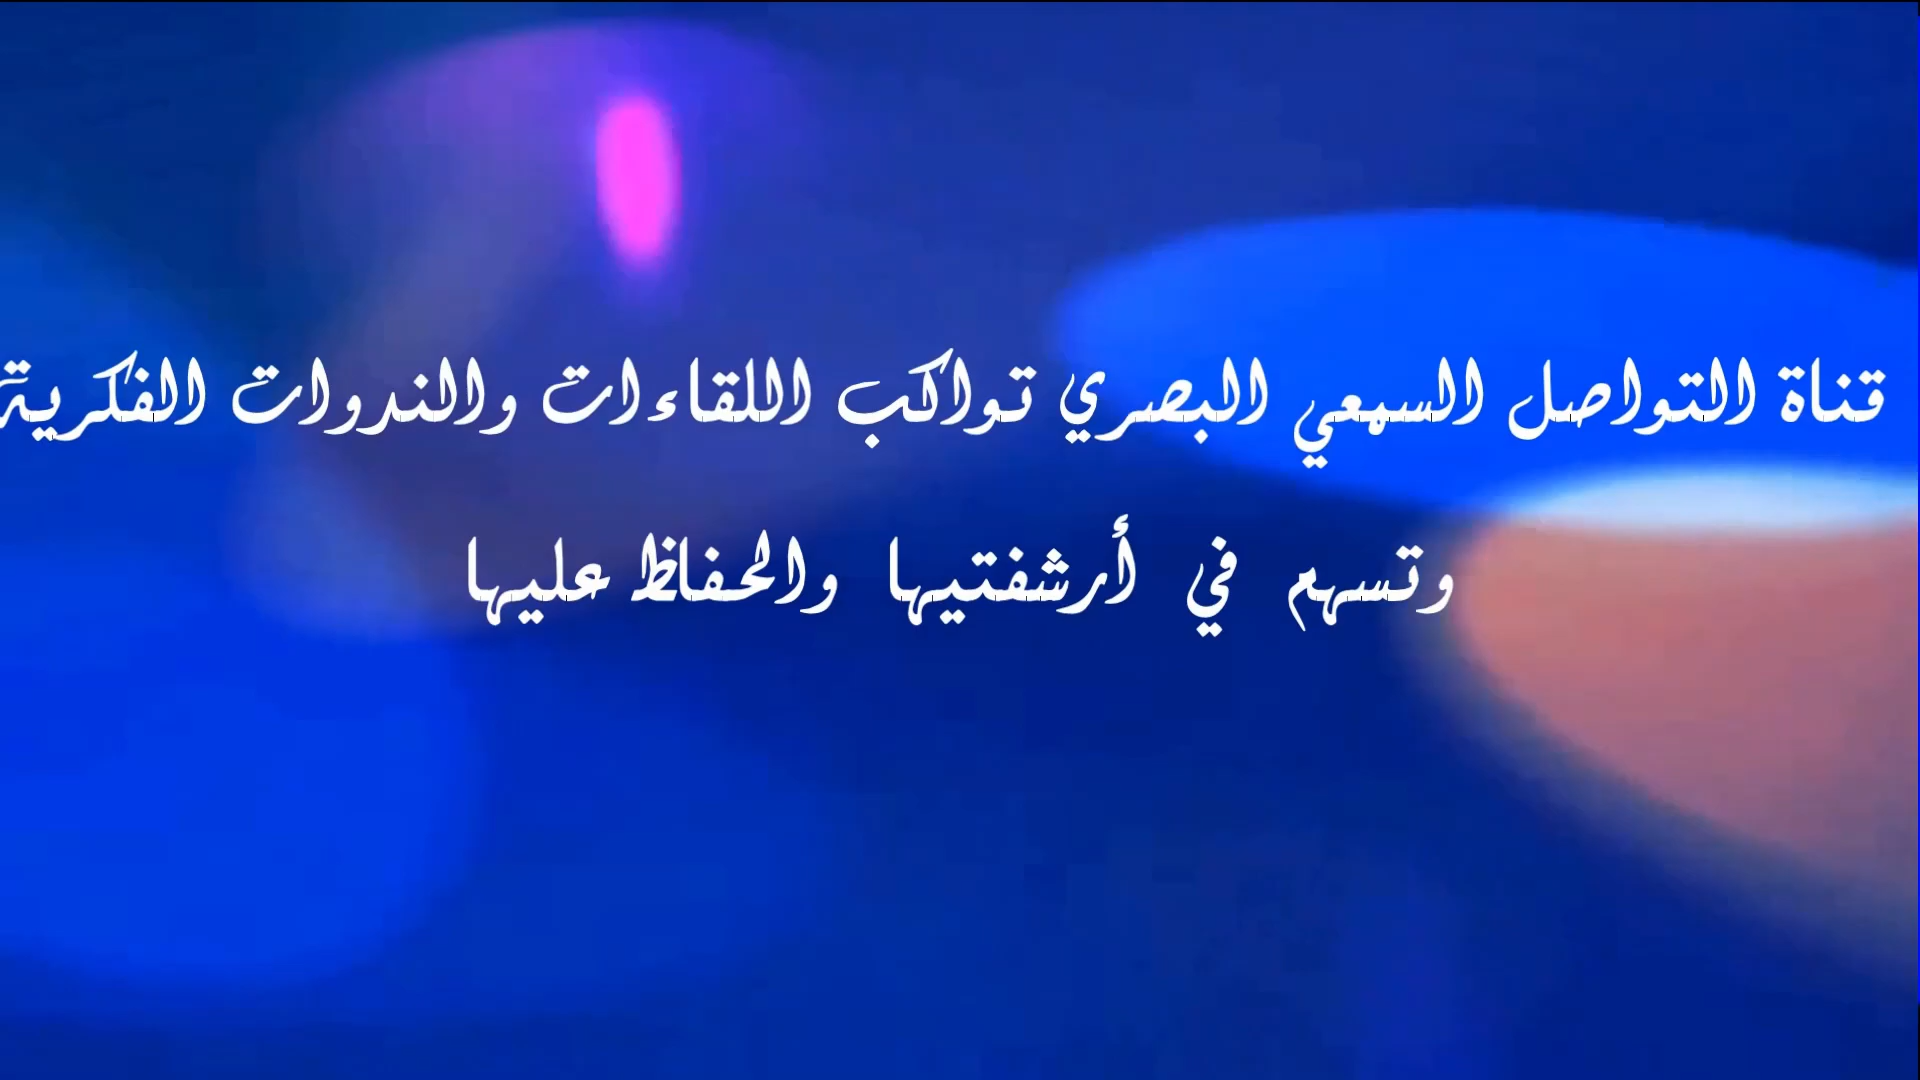 قناة التواصل السمعي البصري تواكب اللقاءات والندوات الفكرية
وتسهم في أرشفتيها والحفاظ عليها